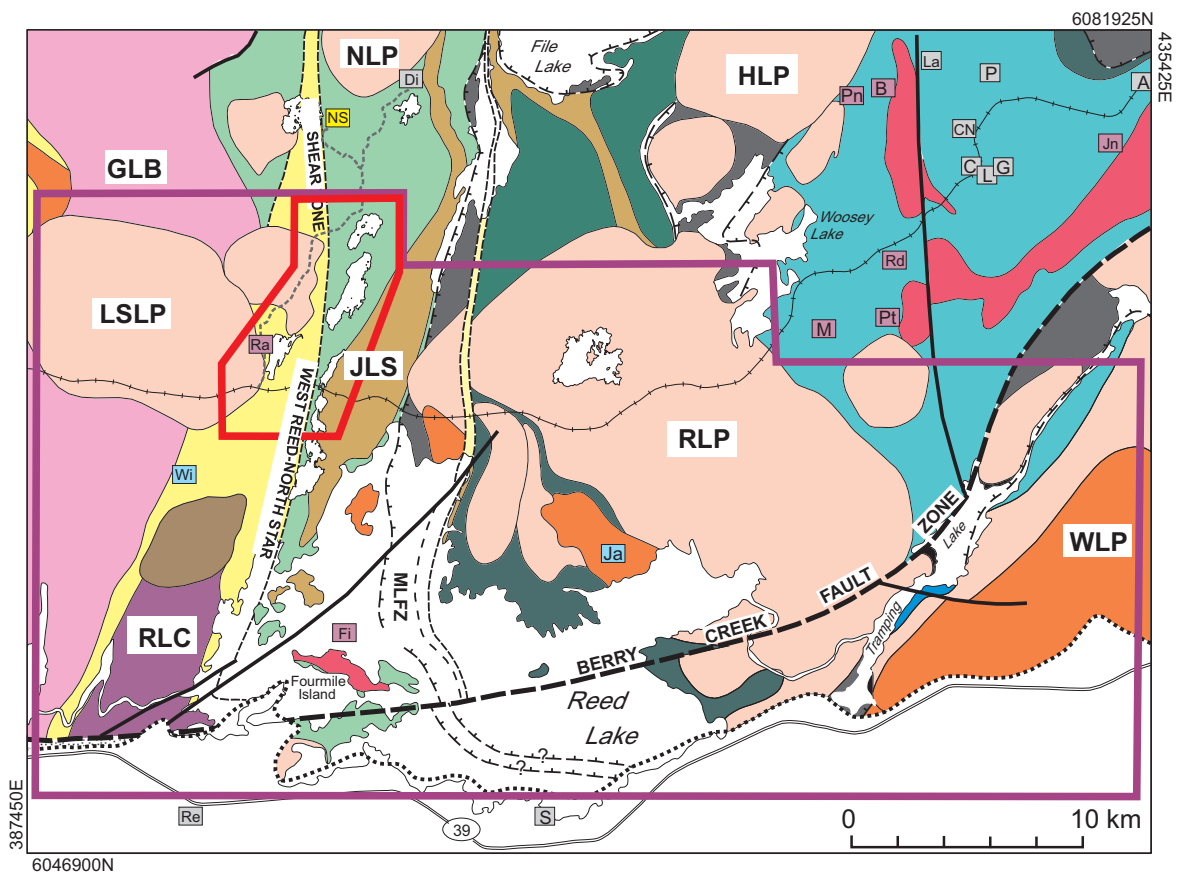 6081925N
435425E
NLP
File
Lake
HLP
Di
La
P
A
B
Pn
NS
CN
Jn
SHEAR ZONE
GLB
C
G
L
Woosey
Lake
Rd
LSLP
M
Pt
Ra
JLS
RLP
WEST REED-NORTH STAR
Wi
ZONE
Lake
WLP
Ja
MLFZ
FAULT
Tramping
RLC
Fi
CREEK
BERRY
Fourmile
Island
Reed
Lake
?
?
Re
S
39
0
10 km
387450E
6046900N